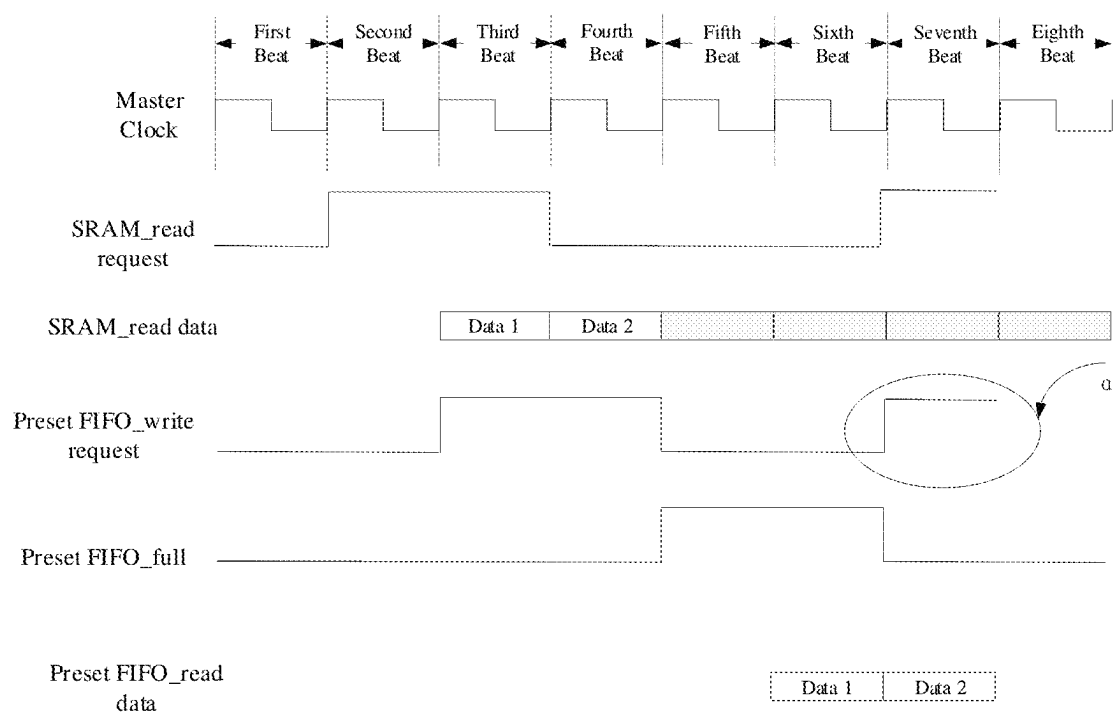 First Second Third Fourth Fifth Sixth Seventh Eighth
Beat Beat Beat Beat Beat Beat Beat Beat
Master
Clock
SRAM_read
request
SRAM_read data
Data 1 Data 2
α
Preset FIFO_write
request
Preset FIFO_full
Preset FIFO_read
data
Data 1 Data 2